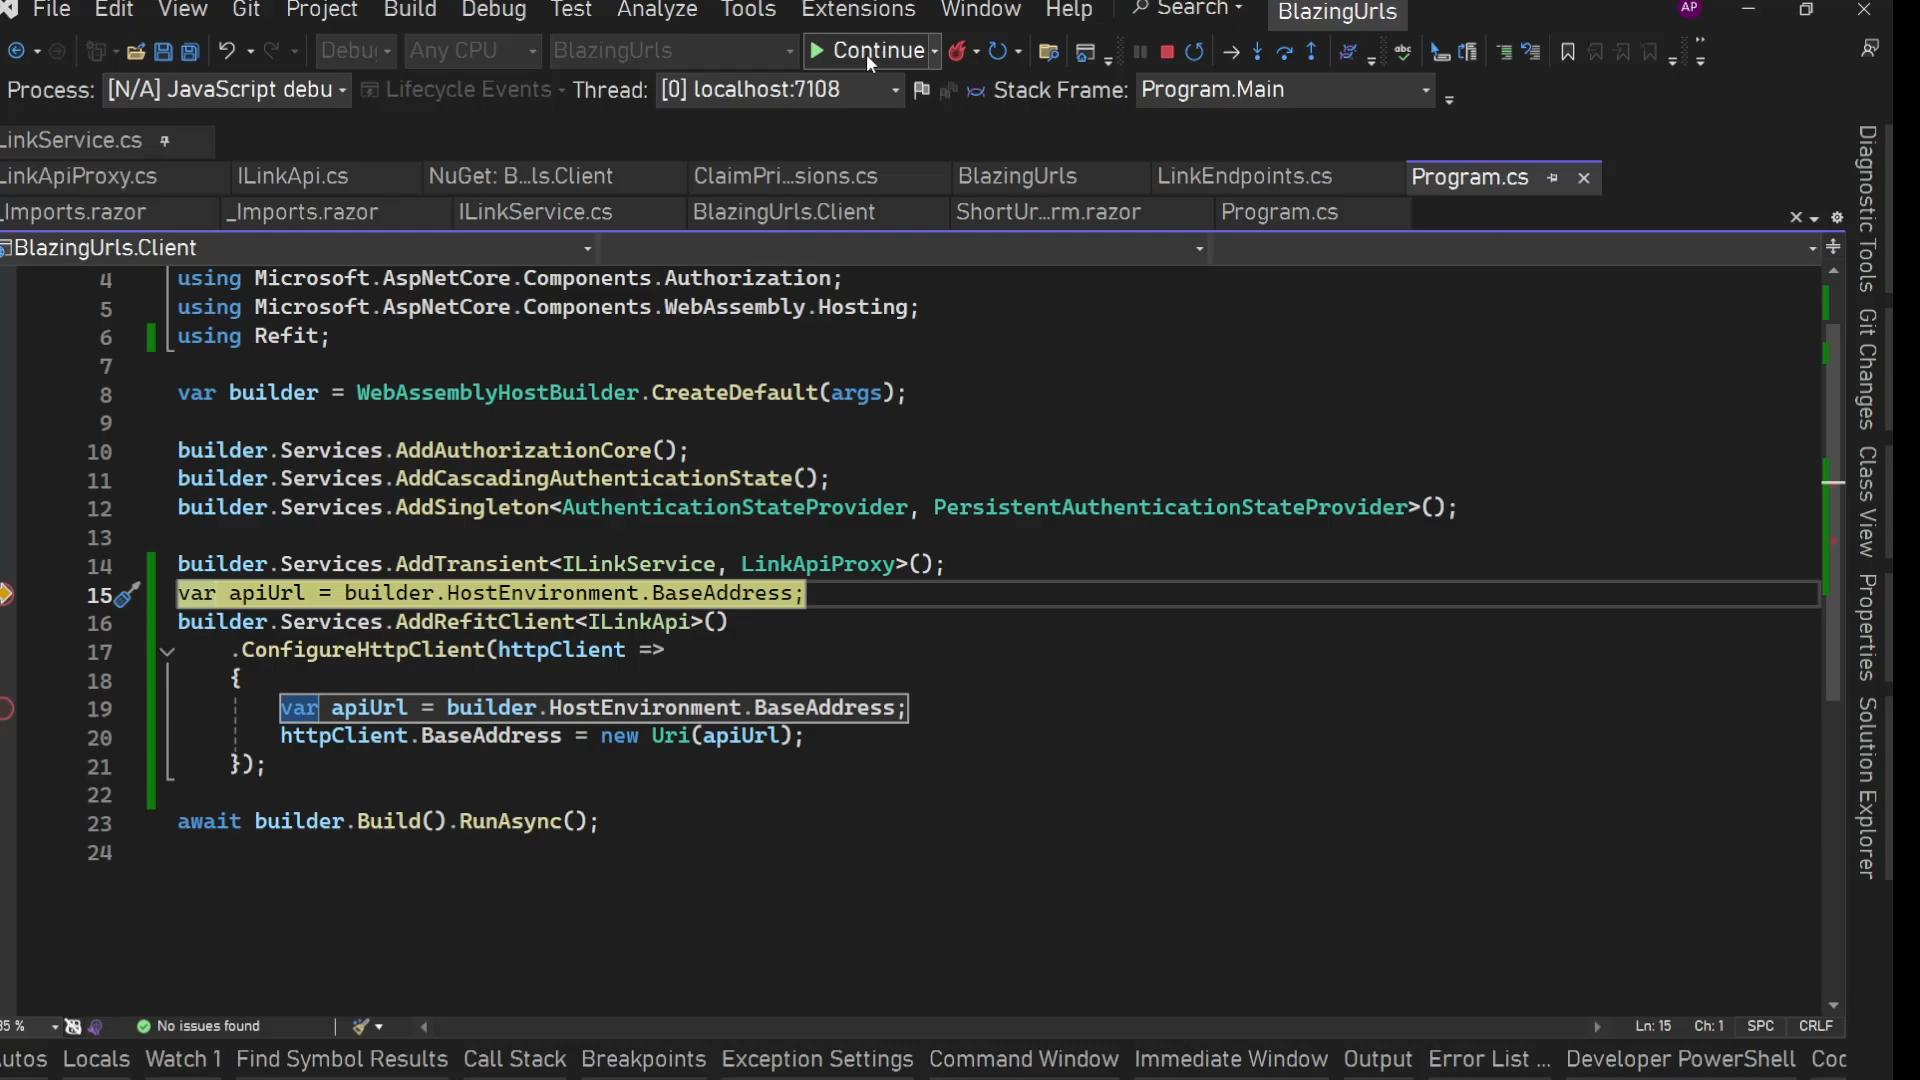 File Edit View Git Project Build Debug Test Analyze Tools Extensions Window Help Search BlazingUrls AP
Debug Any CPU BlazingUrls Continue
Process: [N/A] JavaScript debu Lifecycle Events Thread: [0] localhost:7108 Stack Frame: Program.Main
LinkService.cs
LinkApiProxy.cs ILinkApi.cs NuGet: B...ls.Client ClaimPri...sions.cs BlazingUrls LinkEndpoints.cs Program.cs
_Imports.razor _Imports.razor ILinkService.cs BlazingUrls.Client ShortUr...rm.razor Program.cs
BlazingUrls.Client
4 using Microsoft.AspNetCore.Components.Authorization;
5 using Microsoft.AspNetCore.Components.WebAssembly.Hosting;
6 using Refit;
7
8 var builder = WebAssemblyHostBuilder.CreateDefault(args);
9
10 builder.Services.AddAuthorizationCore();
11 builder.Services.AddCascadingAuthenticationState();
12 builder.Services.AddSingleton<AuthenticationStateProvider, PersistentAuthenticationStateProvider>();
13
14 builder.Services.AddTransient<ILinkService, LinkApiProxy>();
15 var apiUrl = builder.HostEnvironment.BaseAddress;
16 builder.Services.AddRefitClient<ILinkApi>()
17 .ConfigureHttpClient(httpClient =>
18 {
19 var apiUrl = builder.HostEnvironment.BaseAddress;
20 httpClient.BaseAddress = new Uri(apiUrl);
21 });
22
23 await builder.Build().RunAsync();
24
Diagnostic Tools
Git Changes
Class View
Properties
Solution Explorer
35 % No issues found Ln: 15 Ch: 1 SPC CRLF
utos Locals Watch 1 Find Symbol Results Call Stack Breakpoints Exception Settings Command Window Immediate Window Output Error List ... Developer PowerShell Coc